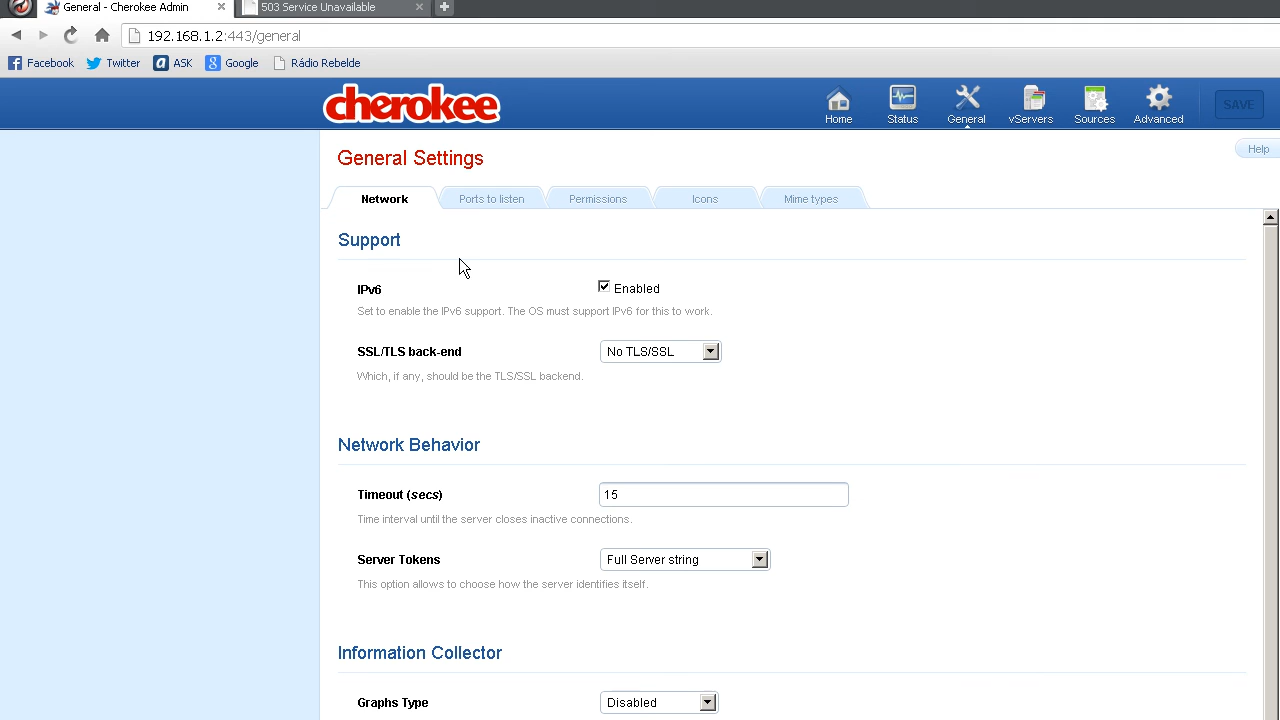 General - Cherokee Admin
503 Service Unavailable
192.168.1.2:443/general
Facebook Twitter ASK Google Rádio Rebelde
cherokee
Home Status General vServers Sources Advanced SAVE
Help
General Settings
Network Ports to listen Permissions Icons Mime types
Support
IPv6 Enabled
Set to enable the IPv6 support. The OS must support IPv6 for this to work.
SSL/TLS back-end No TLS/SSL
Which, if any, should be the TLS/SSL backend.
Network Behavior
Timeout (secs) 15
Time interval until the server closes inactive connections.
Server Tokens Full Server string
This option allows to choose how the server identifies itself.
Information Collector
Graphs Type Disabled